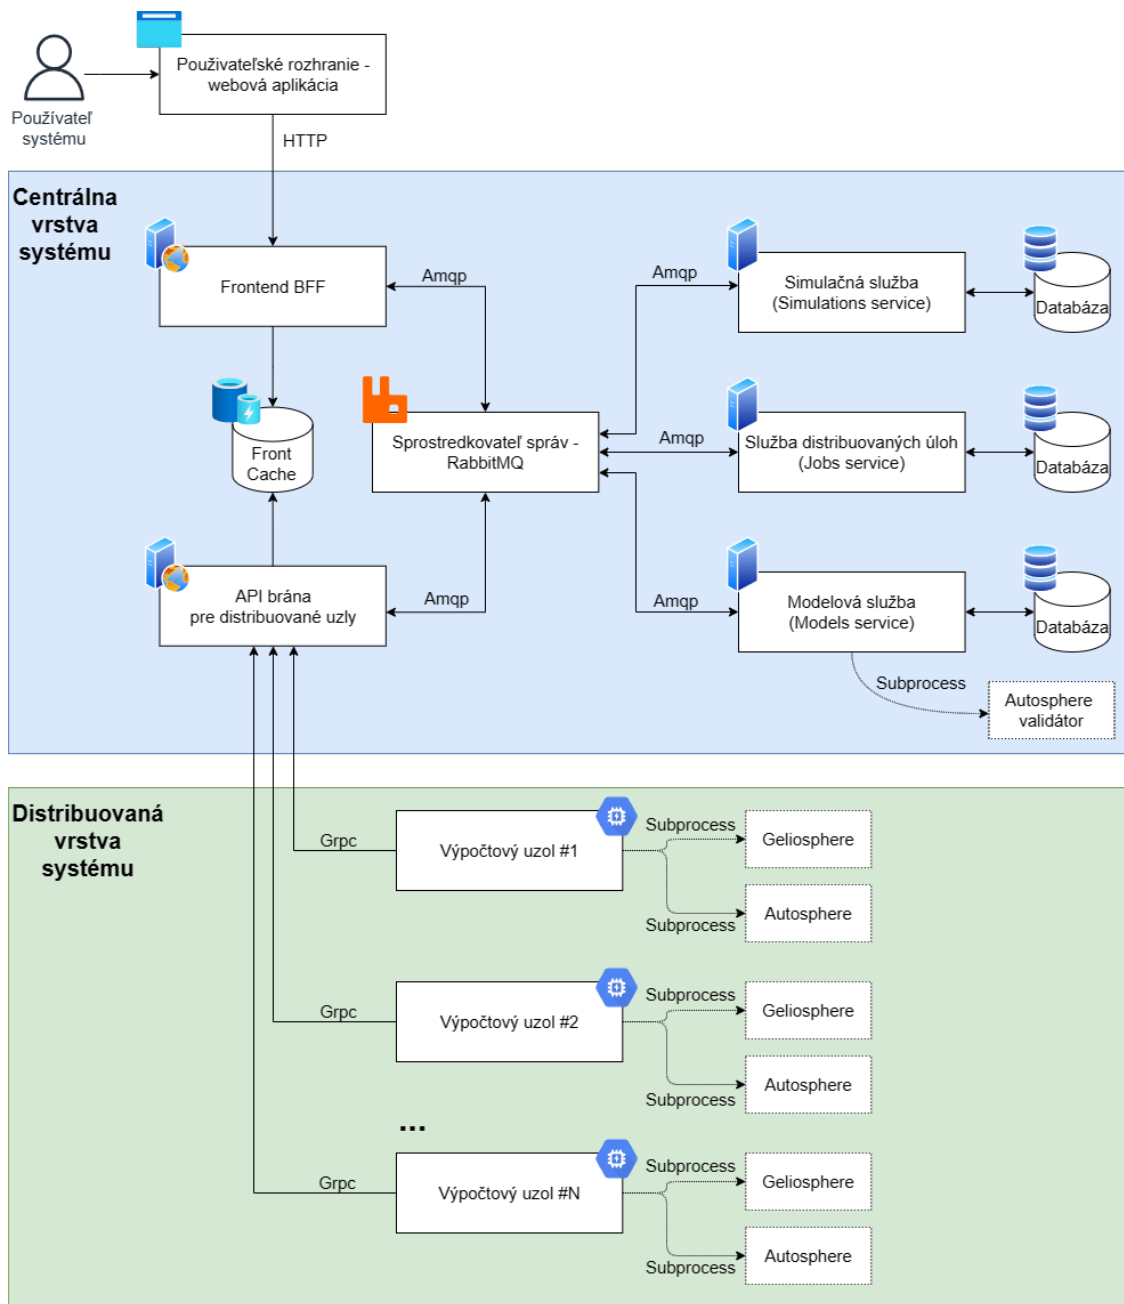 Použivateľské rozhranie -
webová aplikácia
Používateľ
systému
HTTP
Centrálna
vrstva
systému
Frontend BFF
Amqp
Amqp
Simulačná služba
(Simulations service)
Databáza
Front
Cache
Sprostredkovateľ správ -
RabbitMQ
Amqp
Služba distribuovaných úloh
(Jobs service)
Databáza
API brána
pre distribuované uzly
Amqp
Amqp
Modelová služba
(Models service)
Databáza
Subprocess
Autosphere
validátor
Distribuovaná
vrstva
systému
Grpc
Výpočtový uzol #1
Subprocess
Geliosphere
Subprocess
Autosphere
Grpc
Výpočtový uzol #2
Subprocess
Geliosphere
Subprocess
Autosphere
...
Grpc
Výpočtový uzol #N
Subprocess
Geliosphere
Subprocess
Autosphere